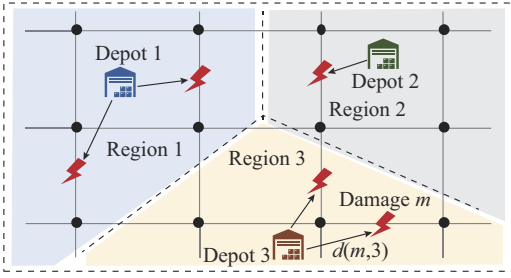 Depot 1
Depot 2
Region 2
Region 1
Region 3
Damage m
Depot 3
d(m,3)